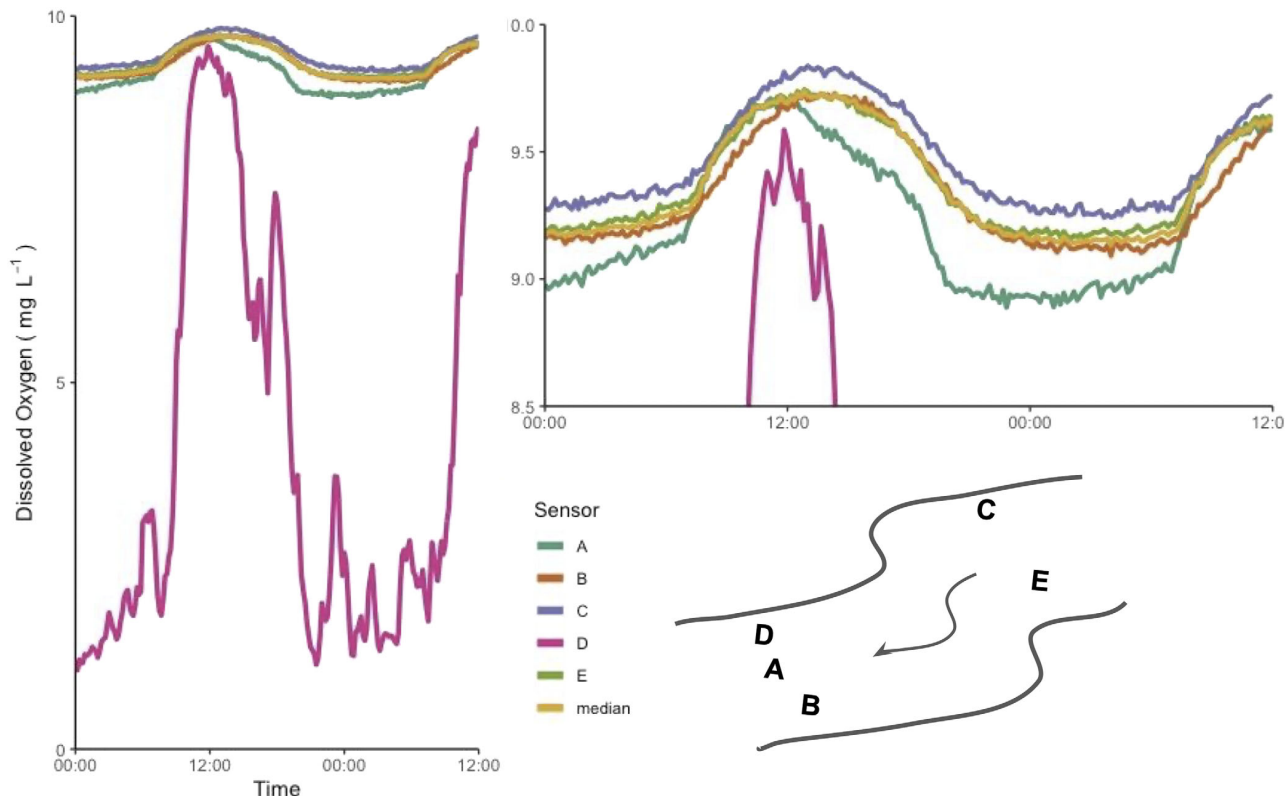 10
5
0
00:00 12:00 00:00 12:00
Time
Dissolved Oxygen ( mg L⁻¹ )
0.0
9.5
9.0
8.5
00:00 12:00 00:00 12:0
Sensor
A
B
C
D
E
median
C
E
D
A
B